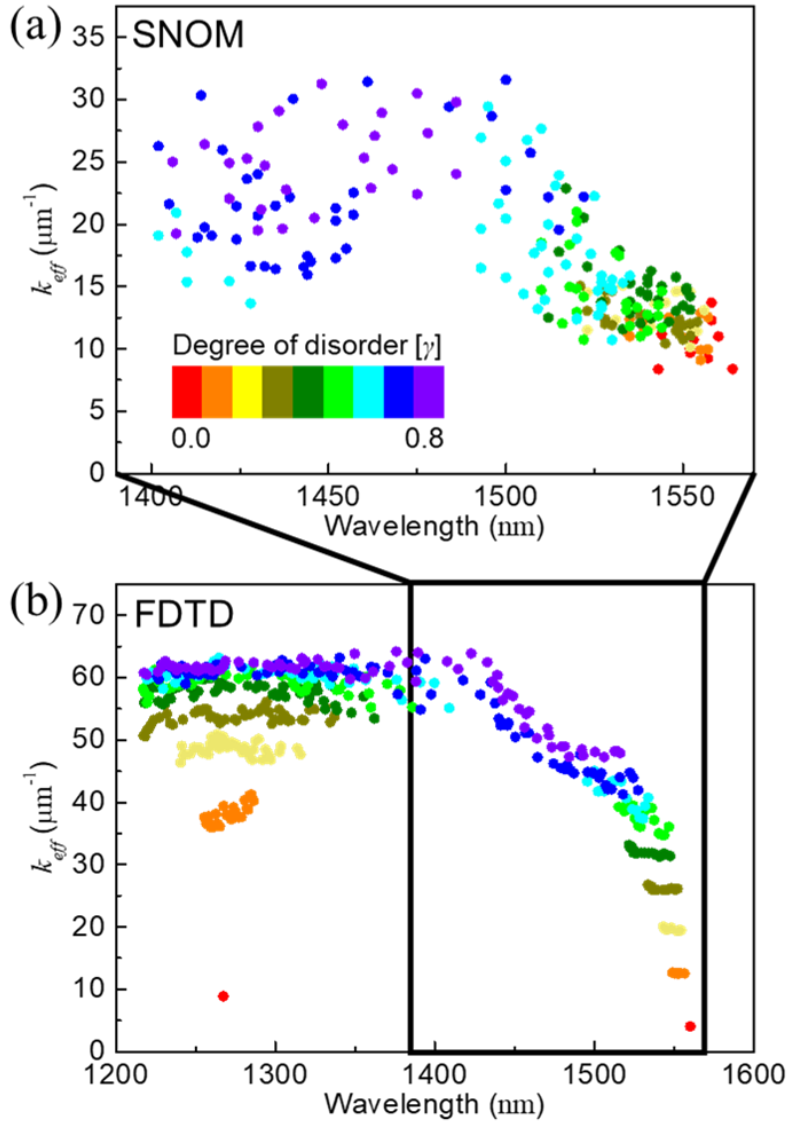 (a) SNOM
35
30
25
20
15
10
5
0
k_eff (μm⁻¹)
Degree of disorder [γ]
0.0 0.8
1400 1450 1500 1550
Wavelength (nm)
(b) FDTD
70
60
50
40
30
20
10
0
k_eff (μm⁻¹)
1200 1300 1400 1500 1600
Wavelength (nm)